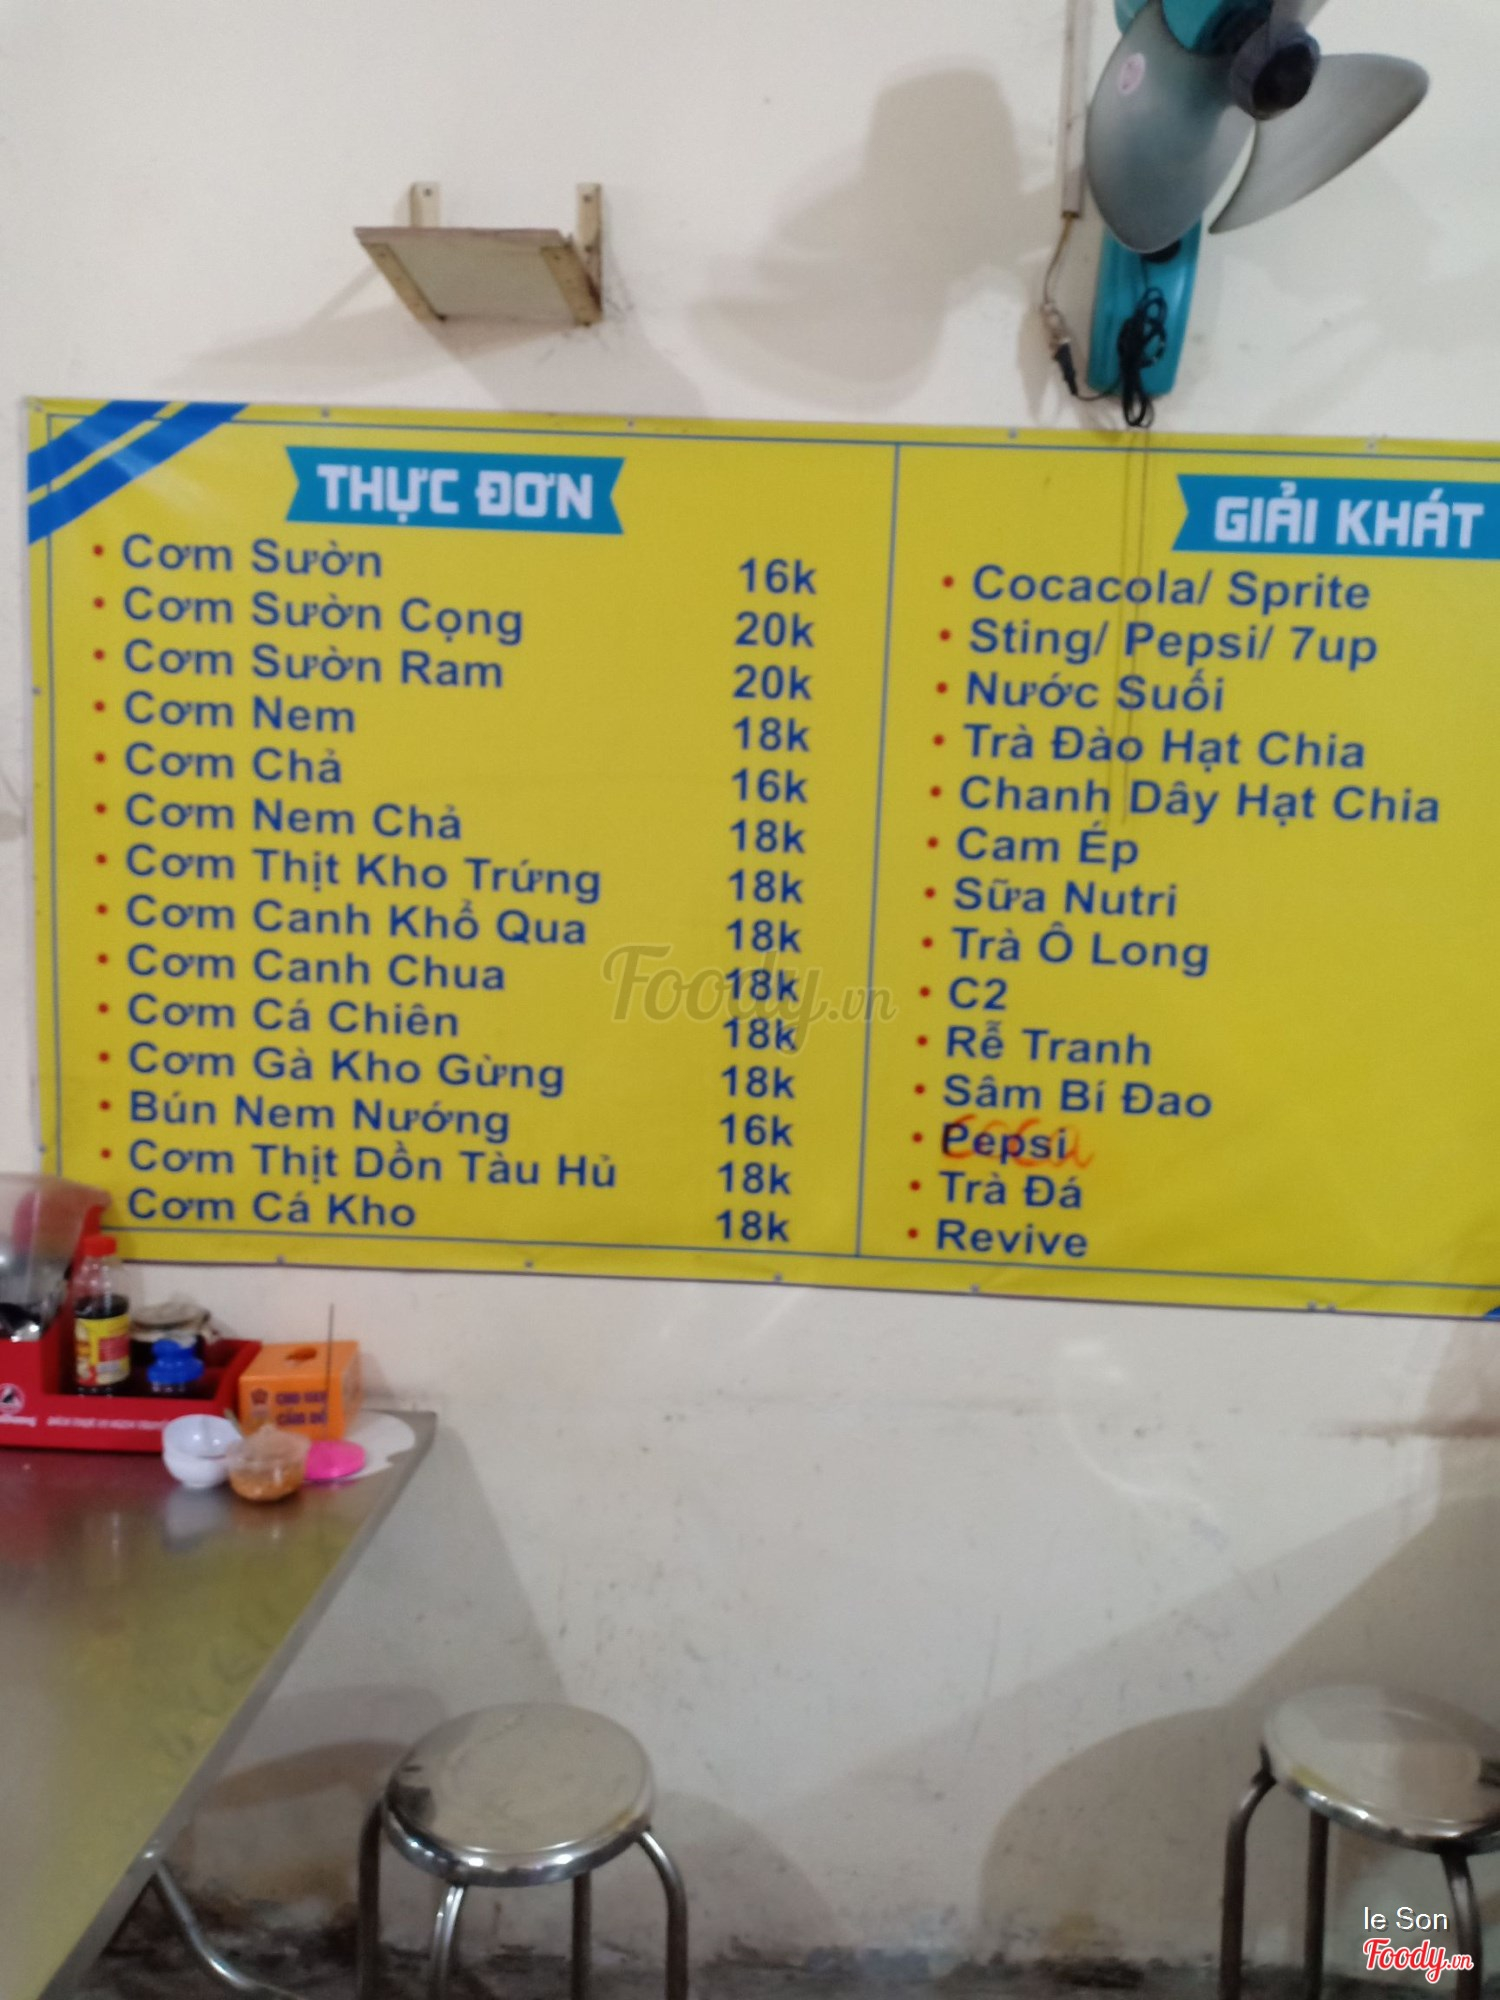 THỰC ĐƠN
Cơm Sườn 16k
Cơm Sườn Cọng 20k
Cơm Sườn Ram 20k
Cơm Nem 18k
Cơm Chả 16k
Cơm Nem Chả 18k
Cơm Thịt Kho Trứng 18k
Cơm Canh Khổ Qua 18k
Cơm Canh Chua 18k
Cơm Cá Chiên 18k
Cơm Gà Kho Gừng 18k
Bún Nem Nướng 16k
Cơm Thịt Dồn Tàu Hủ 18k
Cơm Cá Kho 18k
GIẢI KHÁT
Cocacola/ Sprite
Sting/ Pepsi/ 7up
Nước Suối
Trà Đào Hạt Chia
Chanh Dây Hạt Chia
Cam Ép
Sữa Nutri
Trà Ô Long
C2
Rễ Tranh
Sâm Bí Đao
Pepsi
coca
Trà Đá
Revive
Foody.vn
le Son
Foody.vn